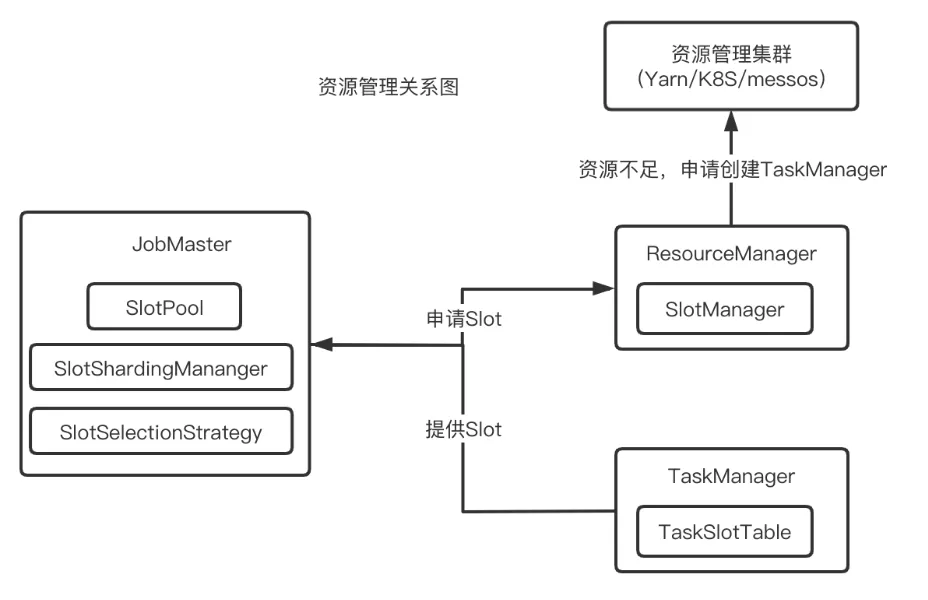 资源管理关系图
资源管理集群
（Yarn/K8S/messos）
资源不足，申请创建TaskManager
JobMaster
SlotPool
SlotShardingMananger
SlotSelectionStrategy
申请Slot
提供Slot
ResourceManager
SlotManager
TaskManager
TaskSlotTable